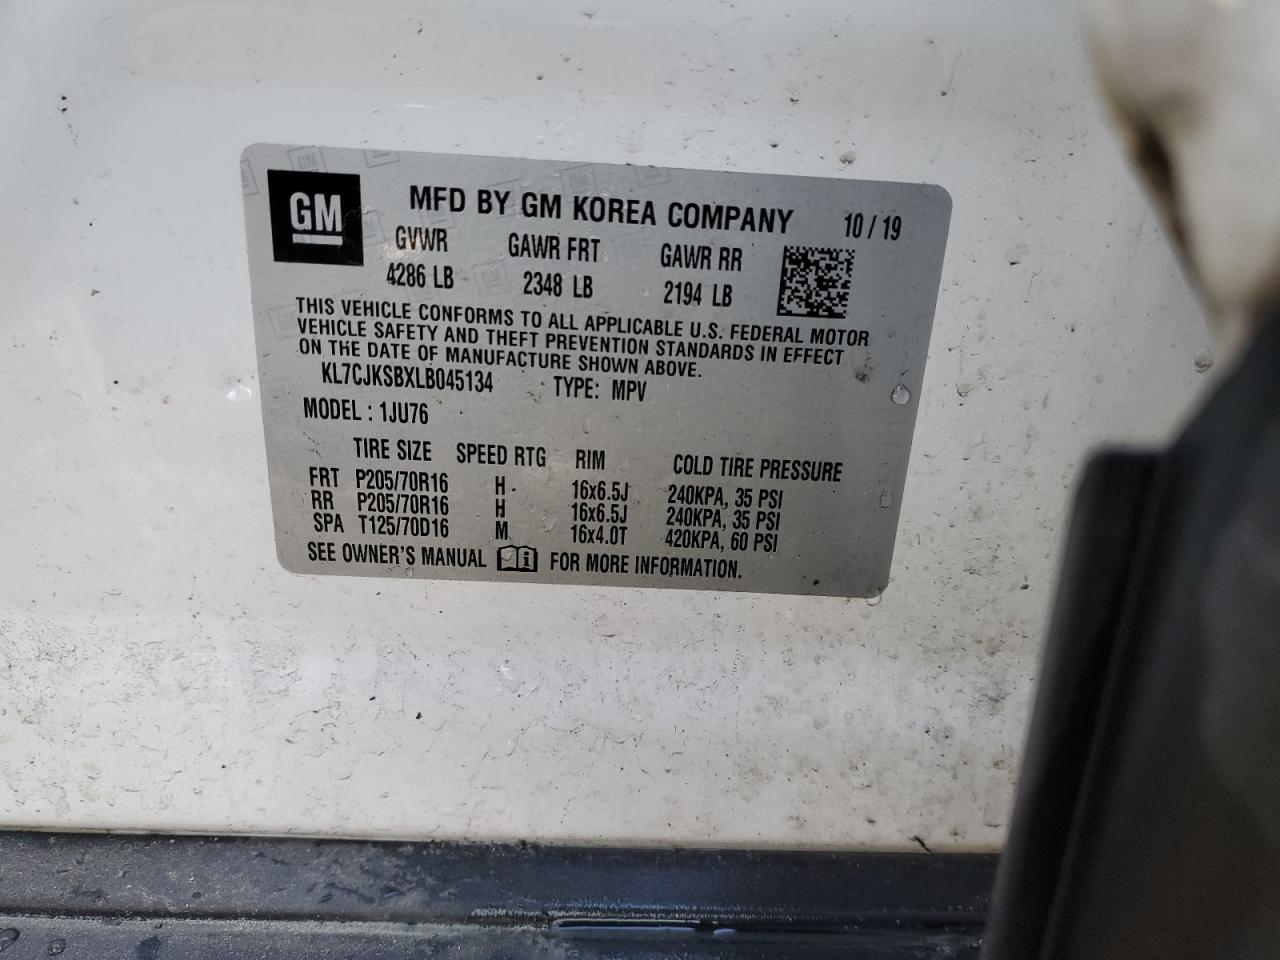 GM
MFD BY GM KOREA COMPANY 10 / 19
GVWR GAWR FRT GAWR RR
4286 LB 2348 LB 2194 LB
THIS VEHICLE CONFORMS TO ALL APPLICABLE U.S. FEDERAL MOTOR
VEHICLE SAFETY AND THEFT PREVENTION STANDARDS IN EFFECT
ON THE DATE OF MANUFACTURE SHOWN ABOVE.
KL7CJKSBXLB045134 TYPE: MPV
MODEL : 1JU76
TIRE SIZE SPEED RTG RIM COLD TIRE PRESSURE
FRT P205/70R16 H 16x6.5J 240KPA, 35 PSI
RR P205/70R16 H 16x6.5J 240KPA, 35 PSI
SPA T125/70D16 M 16x4.0T 420KPA, 60 PSI
SEE OWNER'S MANUAL FOR MORE INFORMATION.